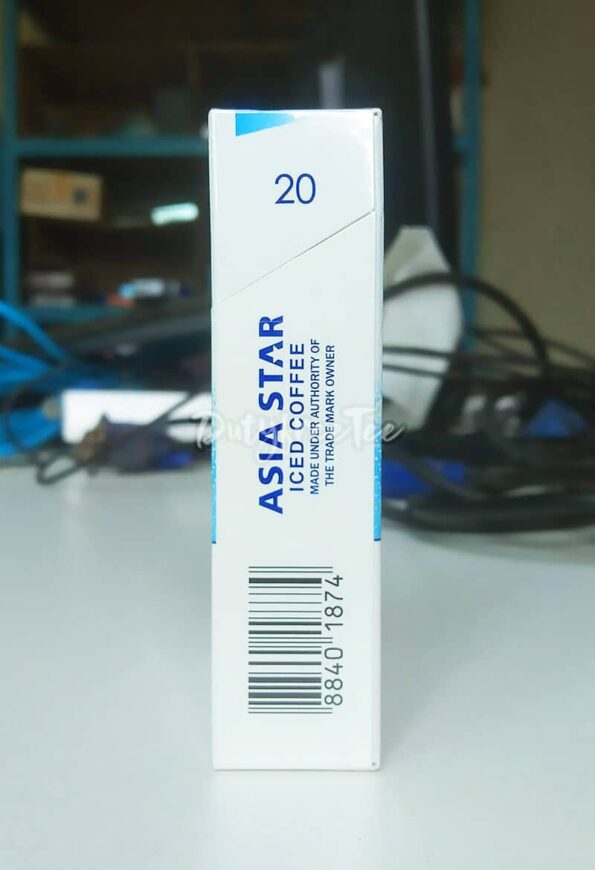 20
ASIA STAR
ICED COFFEE
MADE UNDER AUTHORITY OF
THE TRADE MARK OWNER
8840 1874